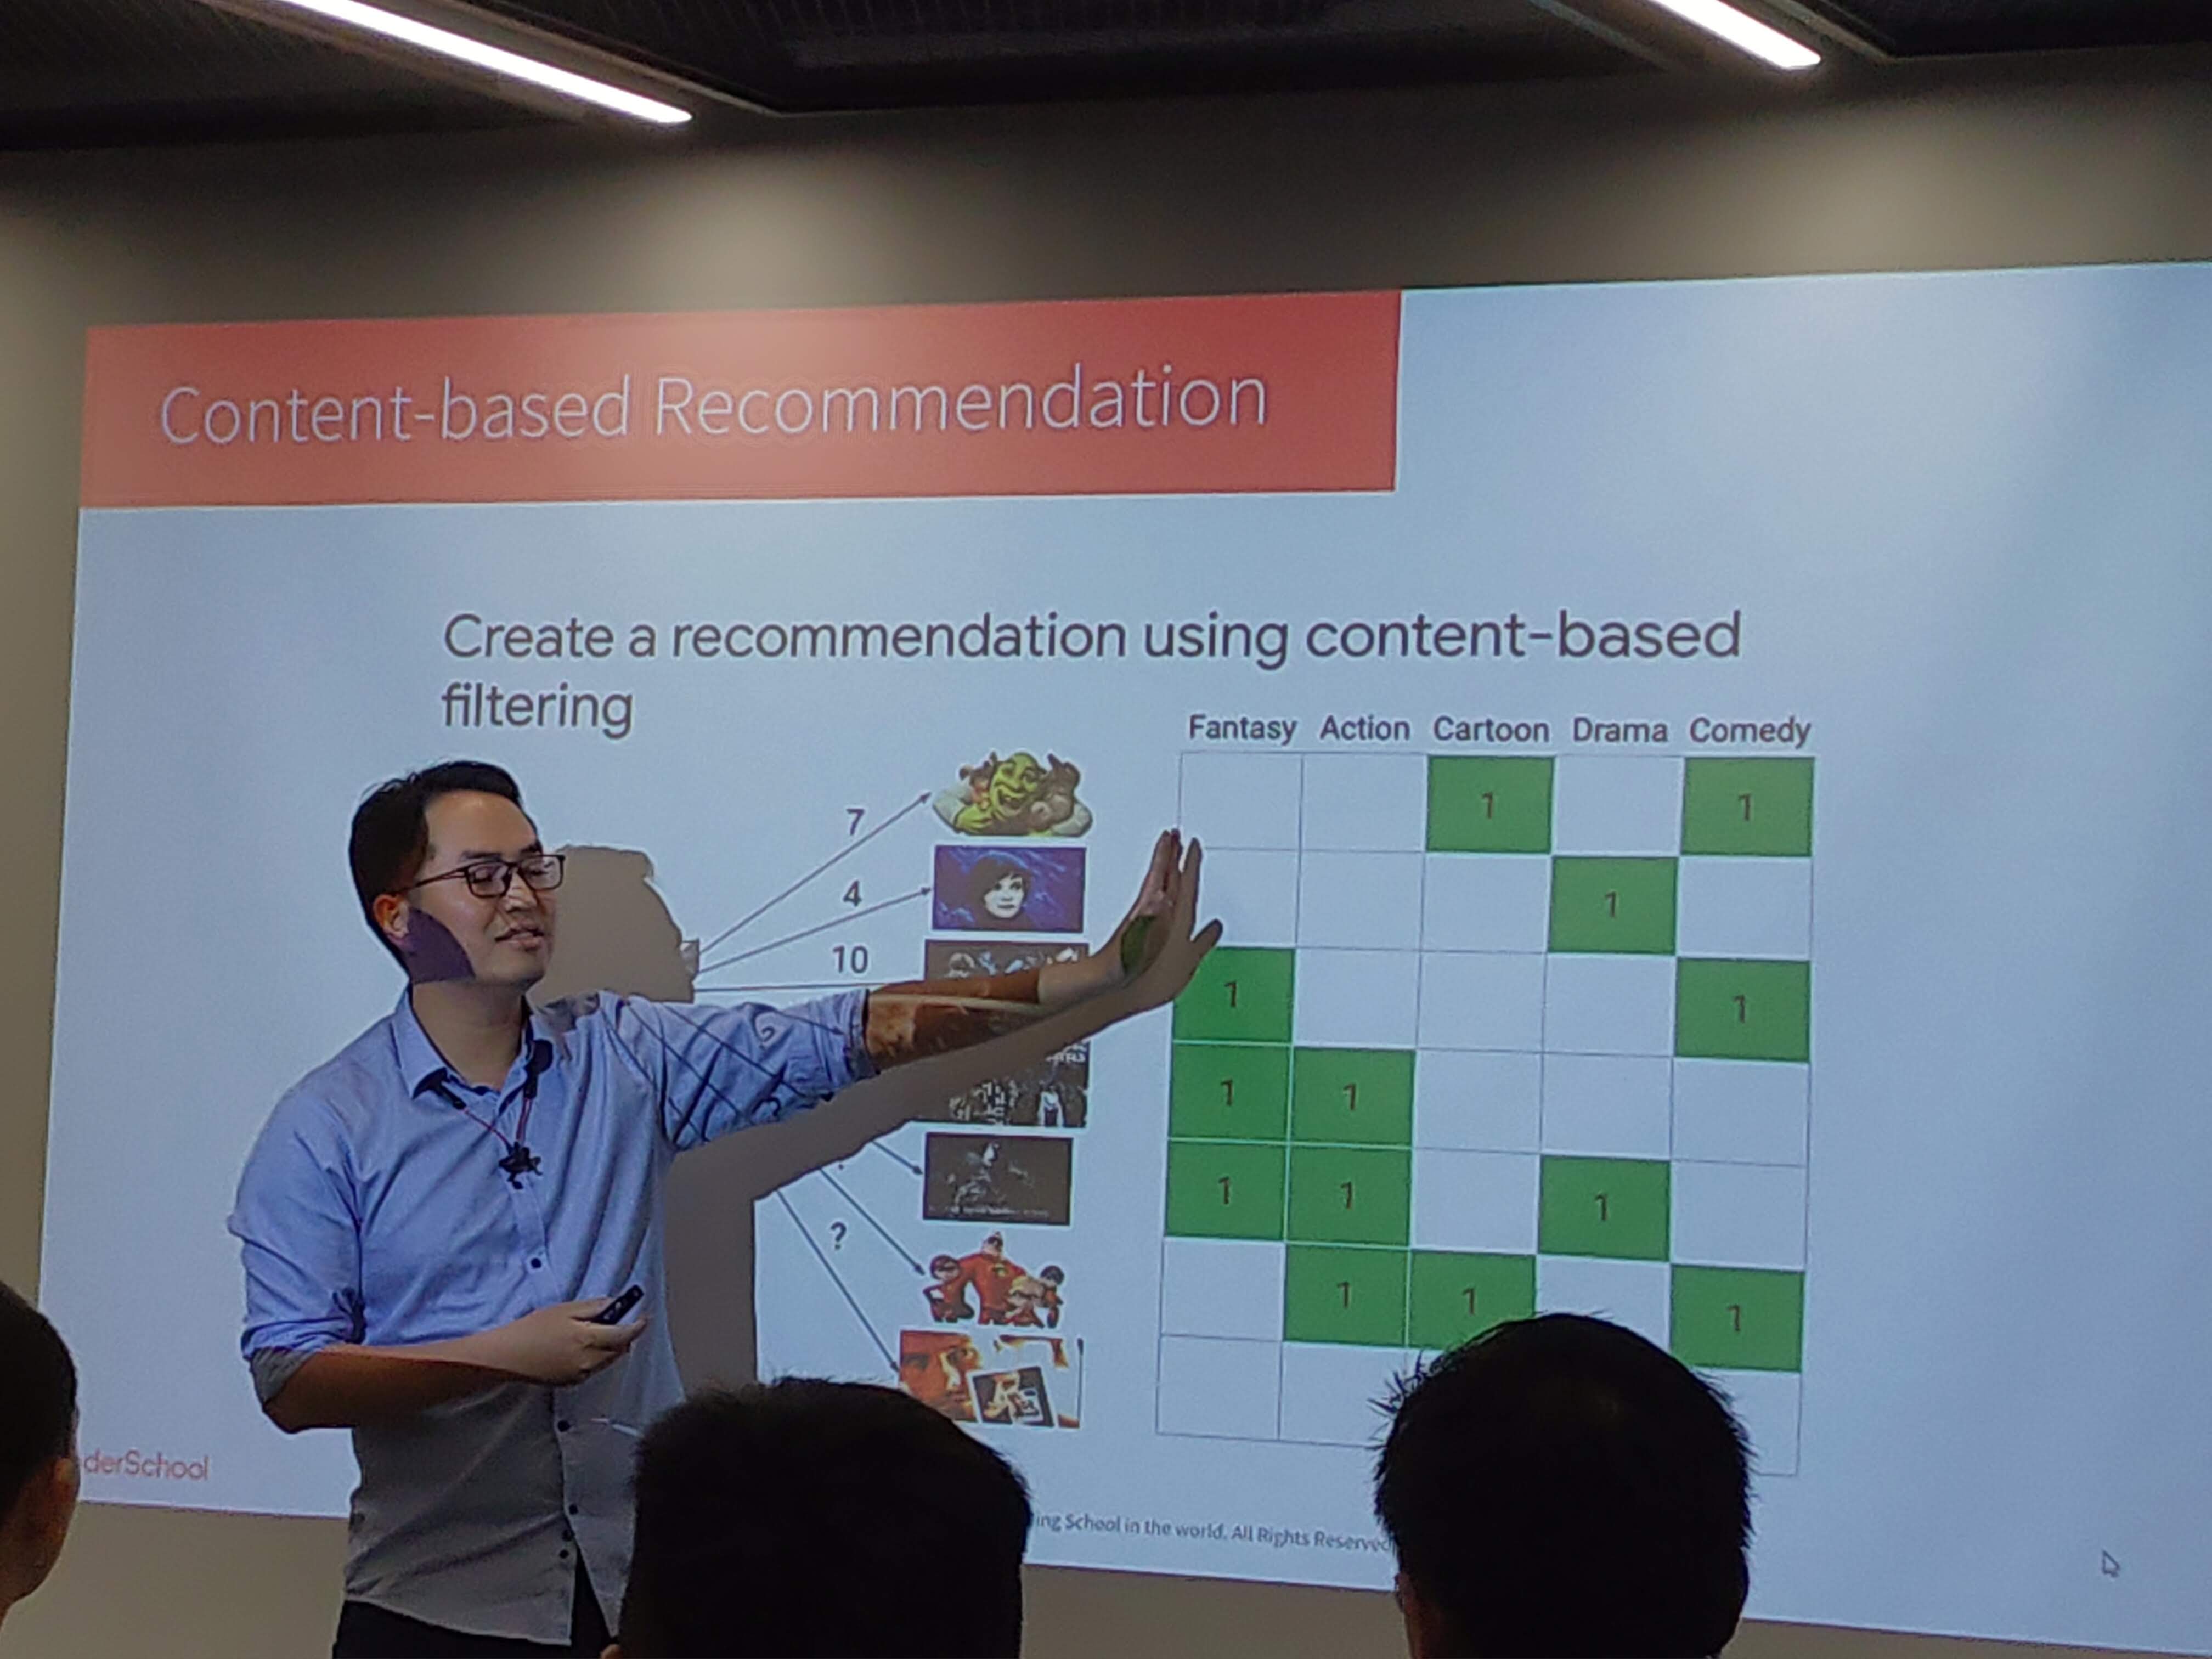 Content-based Recommendation
Create a recommendation using content-based
filtering
Fantasy Action Cartoon Drama Comedy
7
4
10
?
1 1
1
1 1
1 1
1 1 1
1 1 1
derSchool
ing School in the world. All Rights Reserved